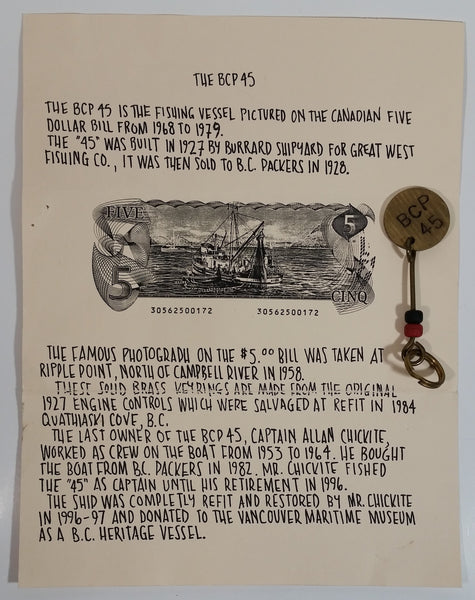 THE BCP 45
THE BCP 45 IS THE FISHING VESSEL PICTURED ON THE CANADIAN FIVE
DOLLAR BILL FROM 1968 TO 1979.
THE "45" WAS BUILT IN 1927 BY BURRARD SHIPYARD FOR GREAT WEST
FISHING CO., IT WAS THEN SOLD TO B.C. PACKERS IN 1928.
FIVE
5
5
CINQ
30562500172 30562500172
BCP
45
THE FAMOUS PHOTOGRADH ON THE $5.00 BILL WAS TAKEN AT
RIPPLE POINT, NORTH OF CAMPBELL RIVER IN 1958.
THESE SOLID BRASS KEYRINGS ARE MADE FROM THE ORIGINAL
1927 ENGINE CONTROLS WHICH WERE SALVAGED AT REFIT IN 1984
QUATHIASKI COVE, B.C.
THE LAST OWNER OF THE BCP 45, CAPTAIN ALLAN CHICKITE,
WORKED AS CREW ON THE BOAT FROM 1953 TO 1964. HE BOUGHT
THE BOAT FROM B.C. PACKERS IN 1982. MR. CHICKITE FISHED
THE "45" AS CAPTAIN UNTIL HIS RETIREMENT IN 1996.
THE SHIP WAS COMPLETLY REFIT AND RESTORED BY MR. CHICKITE
IN 1996-97 AND DONATED TO THE VANCOUVER MARITIME MUSEUM
AS A B.C. HERITAGE VESSEL.